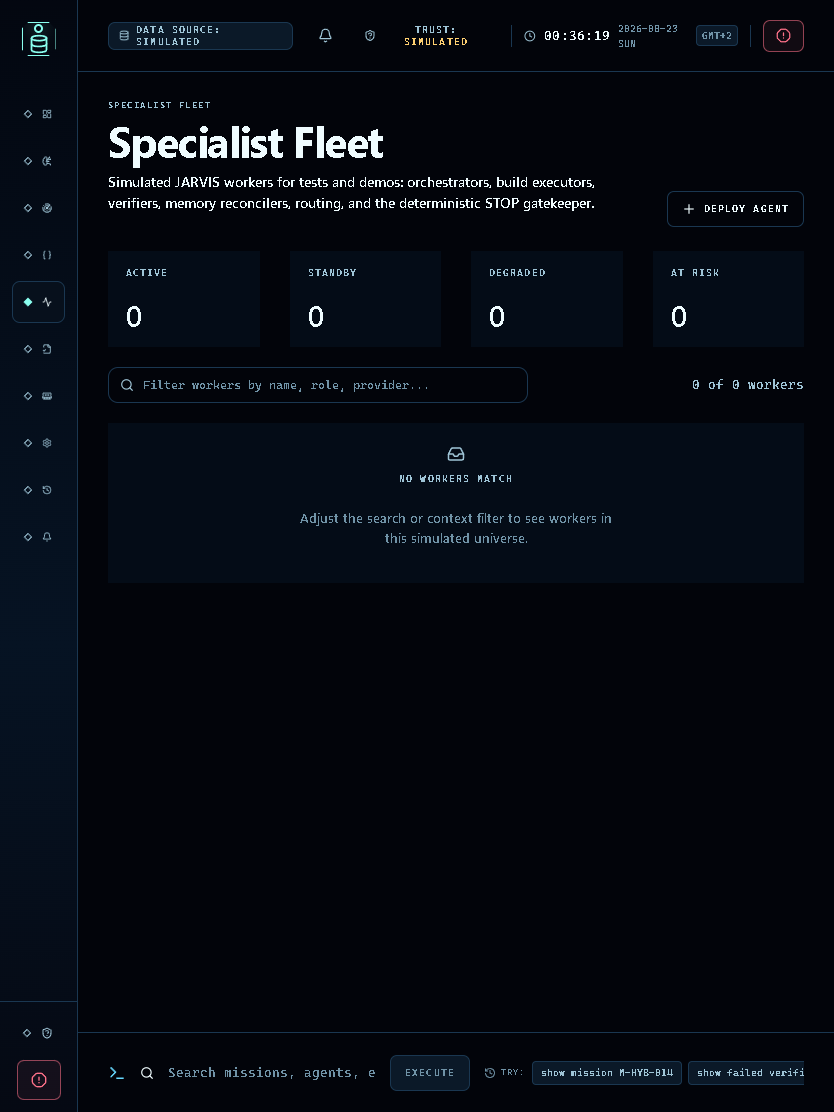 DATA SOURCE:
SIMULATED
TRUST:
SIMULATED
00:36:19
2026-08-23
SUN
GMT+2
SPECIALIST FLEET
Specialist Fleet
Simulated JARVIS workers for tests and demos: orchestrators, build executors,
verifiers, memory reconcilers, routing, and the deterministic STOP gatekeeper.
DEPLOY AGENT
ACTIVE
STANDBY
DEGRADED
AT RISK
0
0
0
0
Filter workers by name, role, provider...
0 of 0 workers
NO WORKERS MATCH
Adjust the search or context filter to see workers in
this simulated universe.
Search missions, agents, e
EXECUTE
TRY:
show mission M-HYB-014
show failed verifi